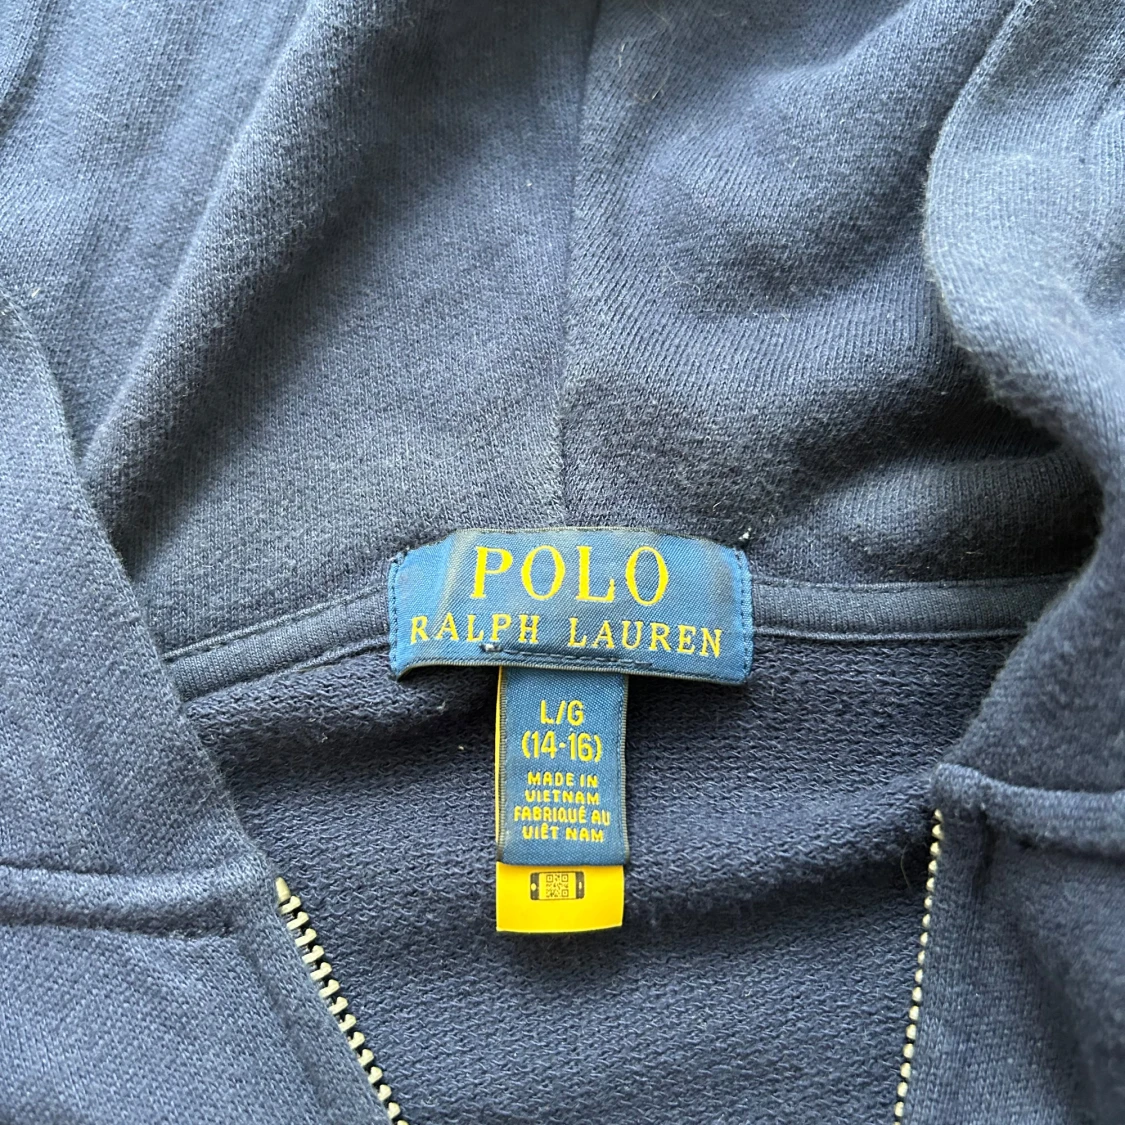 POLO
RALPH LAUREN
L/G
(14-16)
MADE IN
VIETNAM
FABRIQUÉ AU
VIÊT NAM